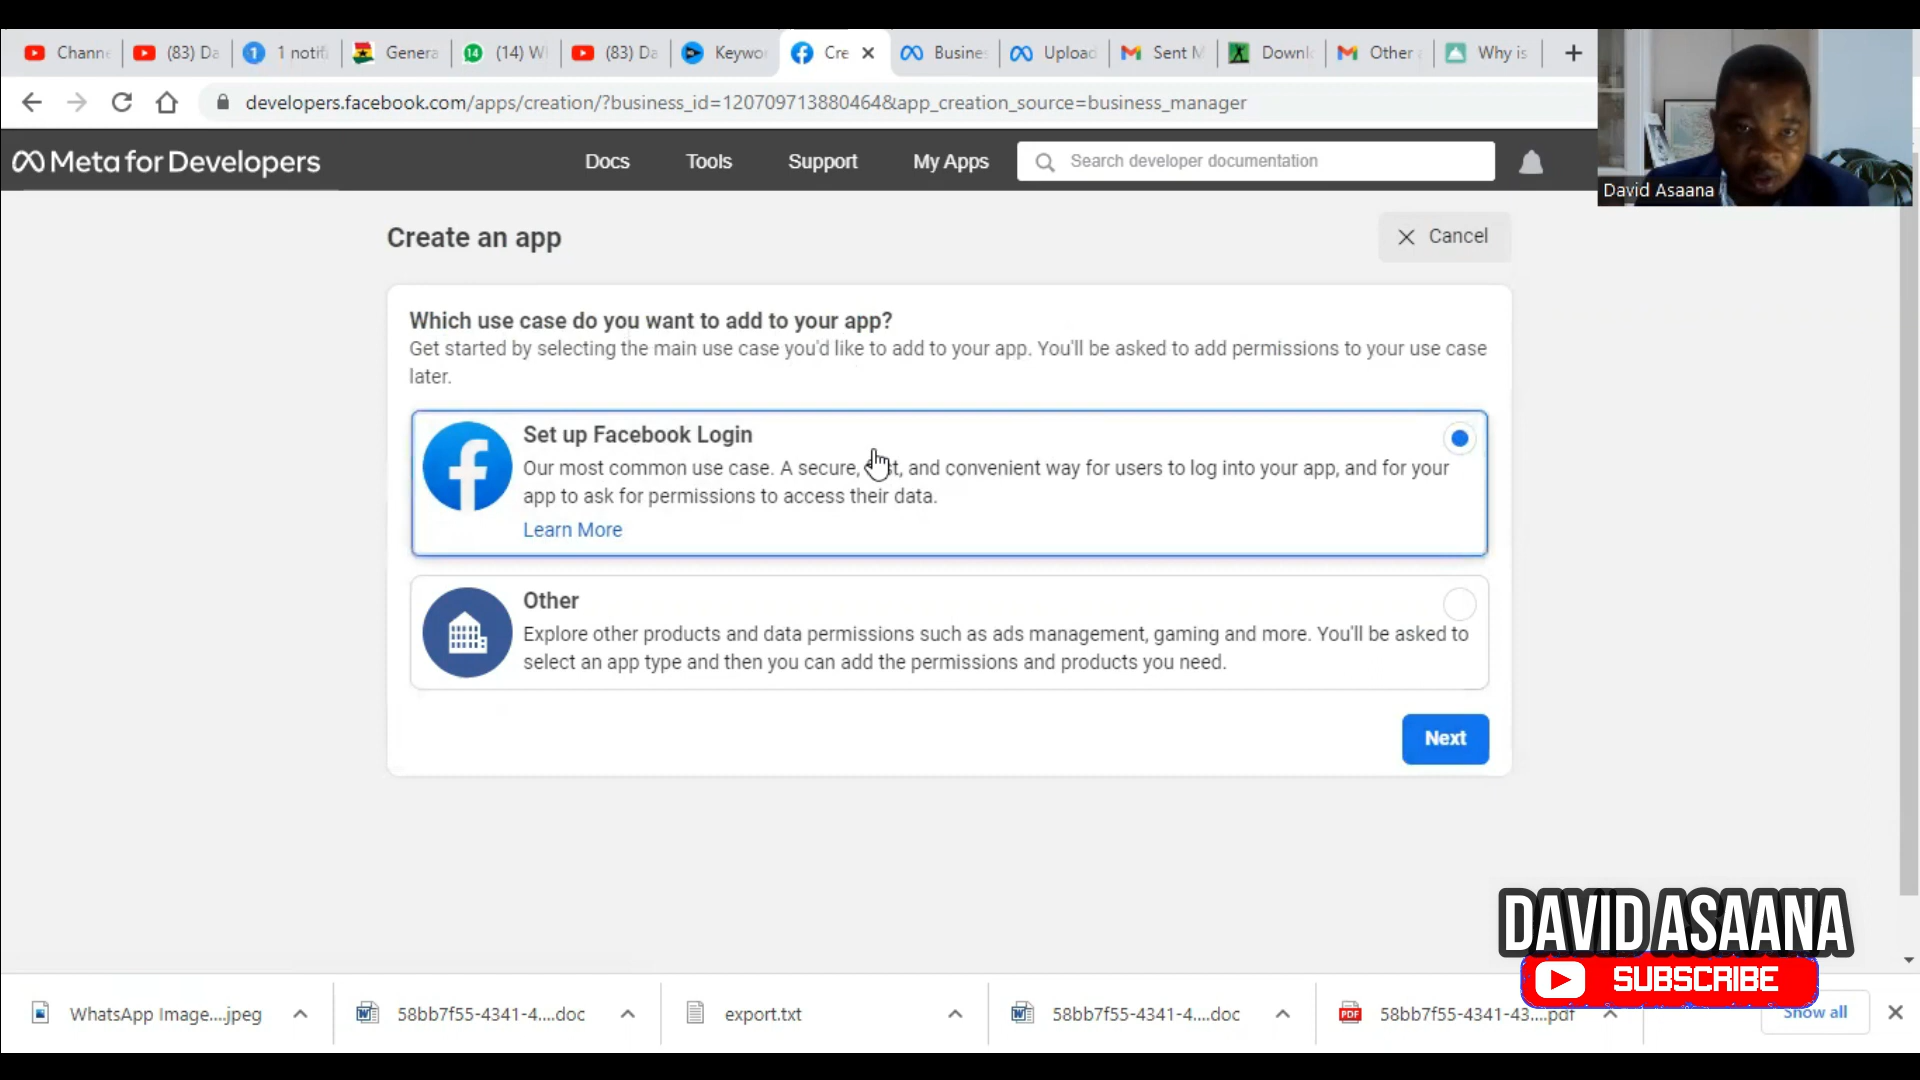 Channe
(83) Da
1 notifi
Genera
(14) W
(83) Da
Keywo
Cre
Busine
Upload
Sent M
Downl
Other
Why is
developers.facebook.com/apps/creation/?business_id=120709713880464&app_creation_source=business_manager
Meta for Developers
Docs
Tools
Support
My Apps
Search developer documentation
David Asaana
Create an app
Cancel
Which use case do you want to add to your app?
Get started by selecting the main use case you'd like to add to your app. You'll be asked to add permissions to your use case
later.
Set up Facebook Login
Our most common use case. A secure, and convenient way for users to log into your app, and for your
app to ask for permissions to access their data.
Learn More
Other
Explore other products and data permissions such as ads management, gaming and more. You'll be asked to
select an app type and then you can add the permissions and products you need.
Next
DAVID ASAANA
SUBSCRIBE
WhatsApp Image....jpeg
58bb7f55-4341-4....doc
export.txt
58bb7f55-4341-4....doc
PDF
58bb7f55-4341-43....pdf
Show all